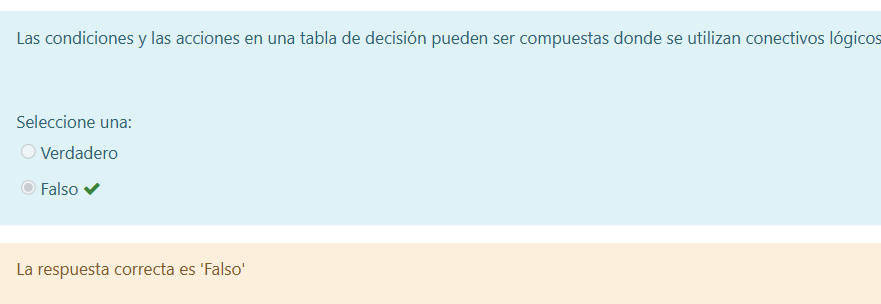 Las condiciones y las acciones en una tabla de decisión pueden ser compuestas donde se utilizan conectivos lógicos
Seleccione una:
Verdadero
Falso
La respuesta correcta es 'Falso'